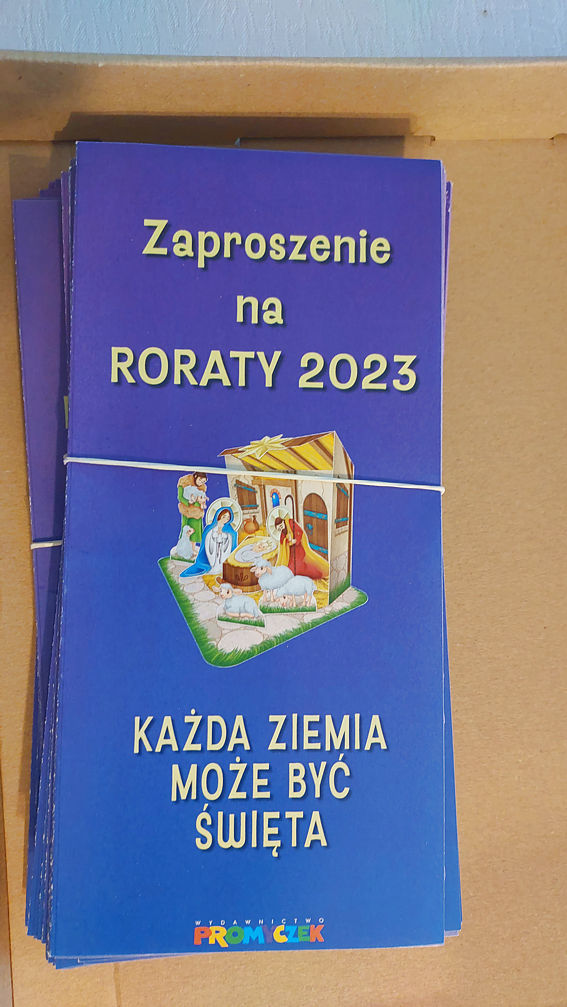 Zaproszenie
na
RORATY 2023
KAŻDA ZIEMIA
MOŻE BYĆ
ŚWIĘTA
WYDAWNICTWO
PROMYCZEK